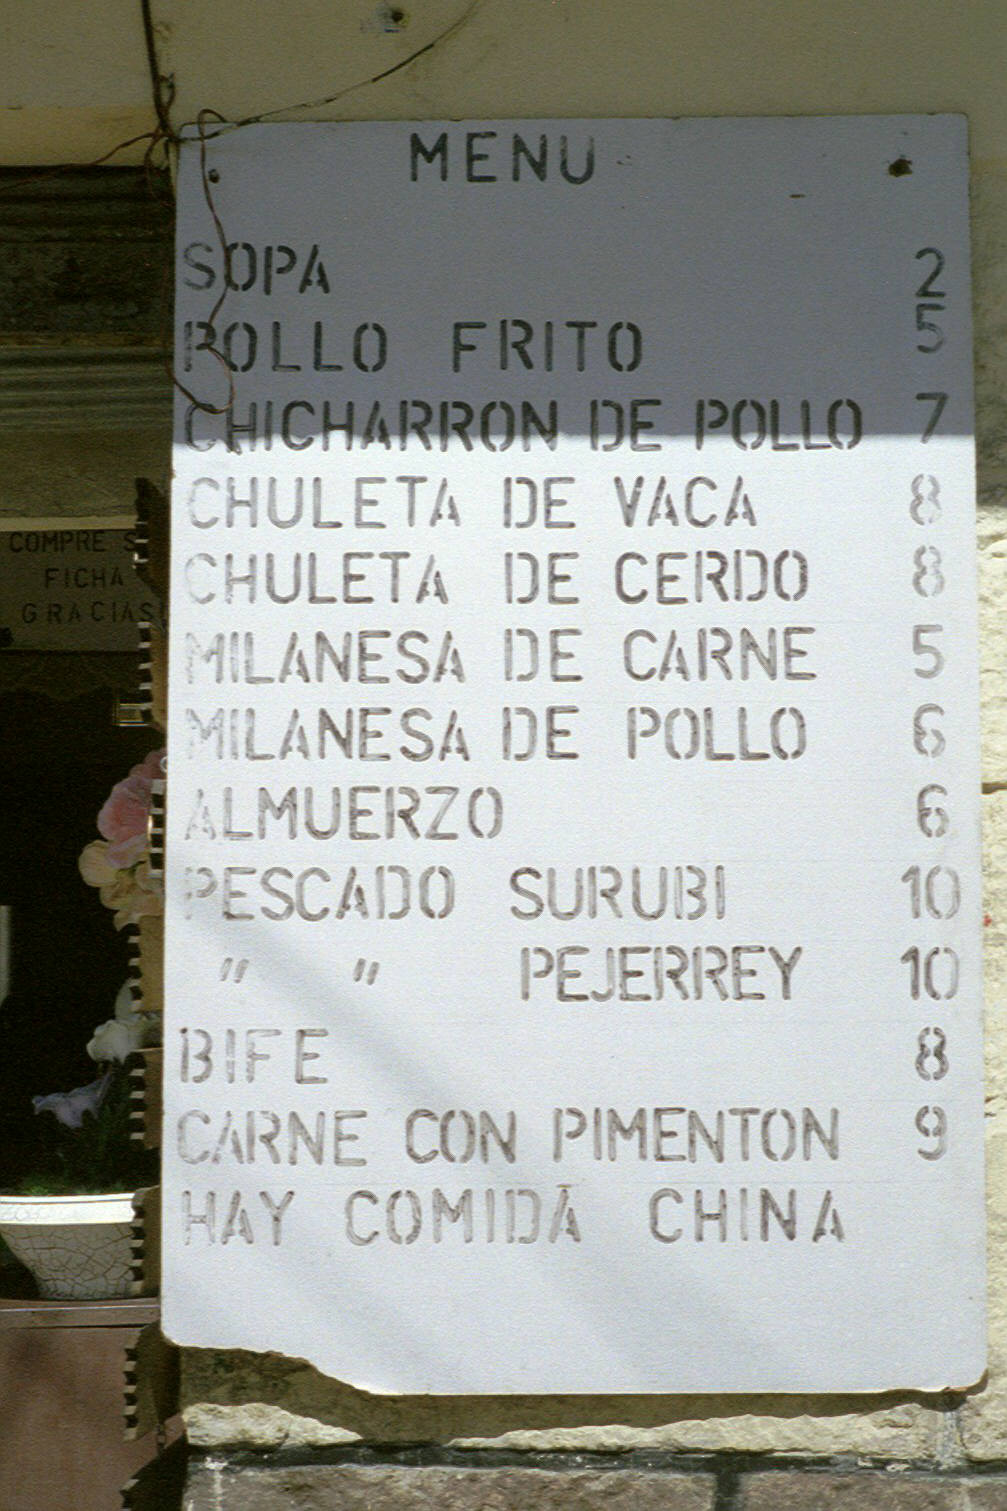 MENU
SOPA 2
POLLO FRITO 5
CHICHARRON DE POLLO 7
CHULETA DE VACA 8
CHULETA DE CERDO 8
MILANESA DE CARNE 5
MILANESA DE POLLO 6
ALMUERZO 6
PESCADO SURUBI 10
" " PEJERREY 10
BIFE 8
CARNE CON PIMENTON 9
HAY COMIDA CHINA
COMPRE S
FICHA
GRACIAS